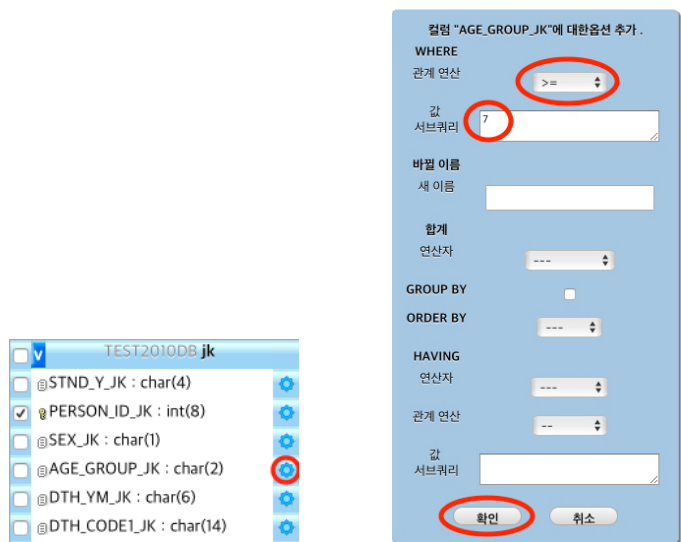 컬럼 "AGE_GROUP_JK"에 대한옵션 추가 .
WHERE
관계 연산
>=
값
서브쿼리
7
바뀔 이름
새 이름
합계
연산자
---
GROUP BY
ORDER BY
---
HAVING
연산자
---
관계 연산
--
값
서브쿼리
확인
취소
v
TEST2010DB jk
STND_Y_JK : char(4)
PERSON_ID_JK : int(8)
SEX_JK : char(1)
AGE_GROUP_JK : char(2)
DTH_YM_JK : char(6)
DTH_CODE1_JK : char(14)